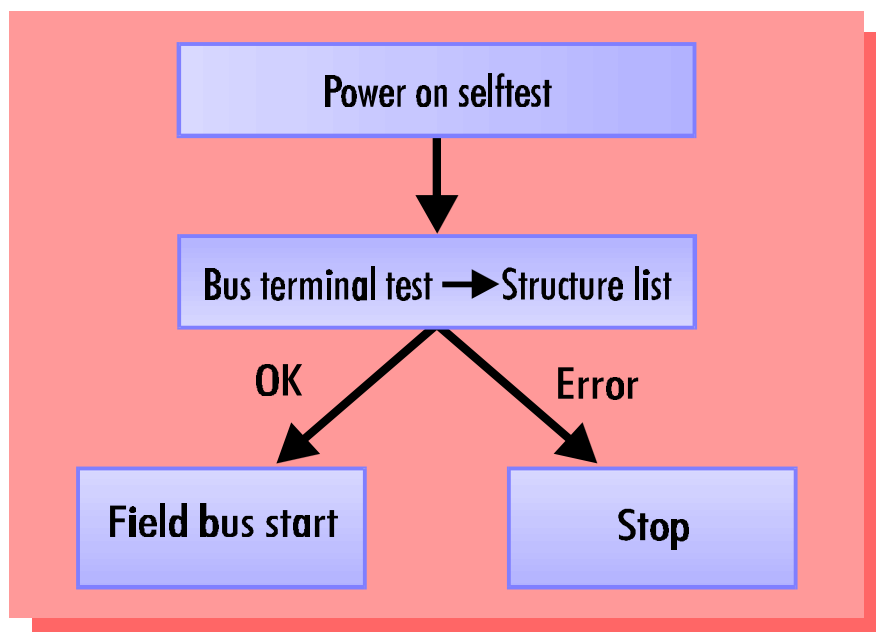 Power on selftest
Bus terminal test → Structure list
OK
Error
Field bus start
Stop